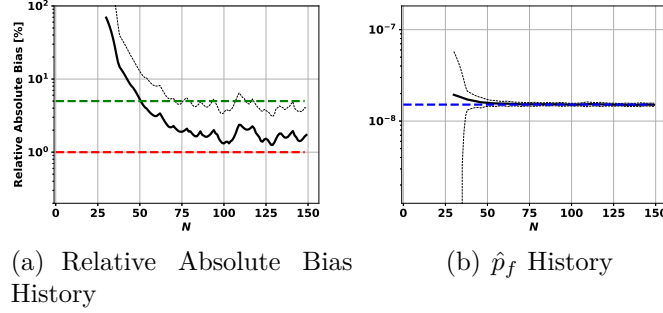 10²
10¹
10⁰
Relative Absolute Bias [%]
0 25 50 75 100 125 150
N
(a) Relative Absolute Bias
History
10⁻⁷
10⁻⁸
0 25 50 75 100 125 150
N
(b) p̂_f History